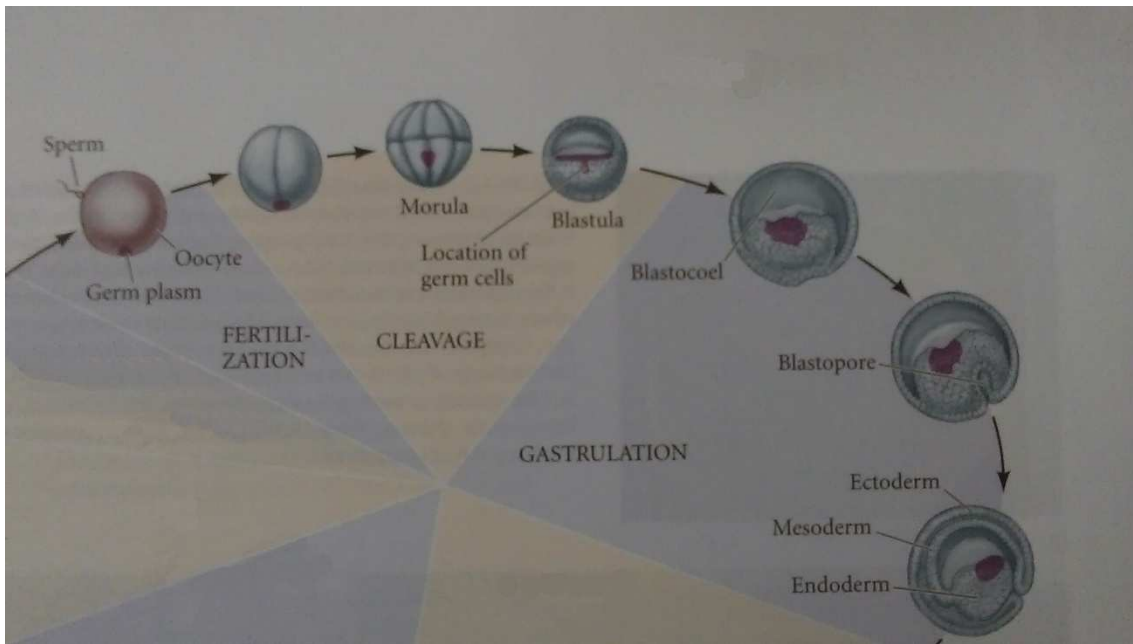 Sperm
Oocyte
Germ plasm
Morula
Blastula
Location of
germ cells
Blastocoel
FERTILI-
ZATION
CLEAVAGE
Blastopore
GASTRULATION
Ectoderm
Mesoderm
Endoderm